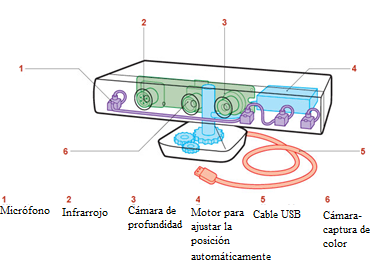 2
3
1
4
6
5
1 2 3 4 5 6
Micrófono
Infrarrojo
Cámara de
profundidad
Motor para
ajustar la
posición
automáticamente
Cable USB
Cámara-
captura de
color